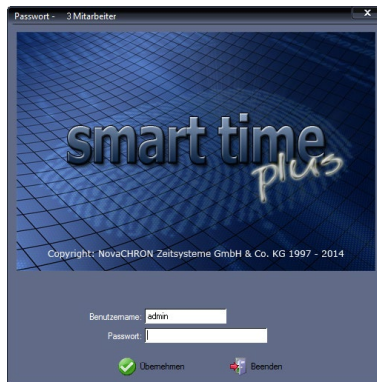 Passwort -    3 Mitarbeiter
smart time
plus
Copyright: NovaCHRON Zeitsysteme GmbH & Co. KG 1997 - 2014
Benutzername: admin
Passwort:
Übernehmen Beenden